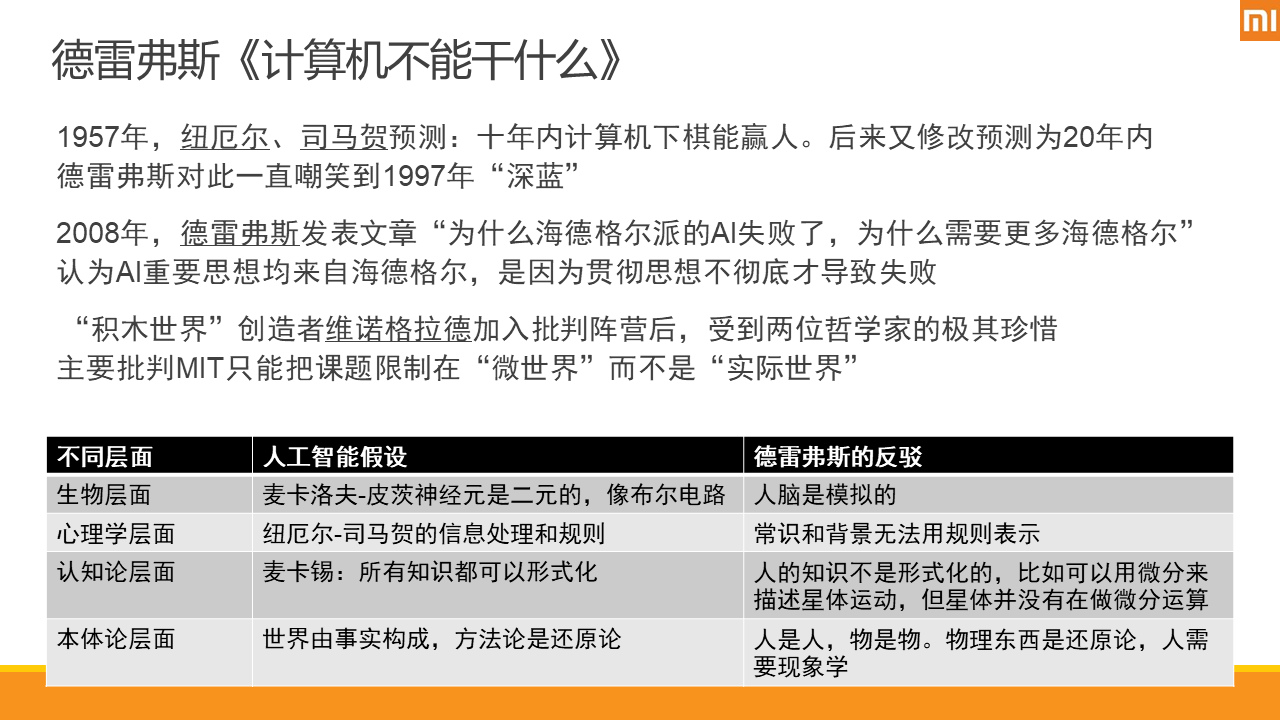 德雷弗斯《计算机不能干什么》
1957年，纽厄尔、司马贺预测：十年内计算机下棋能赢人。后来又修改预测为20年内
德雷弗斯对此一直嘲笑到1997年“深蓝”
2008年，德雷弗斯发表文章“为什么海德格尔派的AI失败了，为什么需要更多海德格尔”
认为AI重要思想均来自海德格尔，是因为贯彻思想不彻底才导致失败
“积木世界”创造者维诺格拉德加入批判阵营后，受到两位哲学家的极其珍惜
主要批判MIT只能把课题限制在“微世界”而不是“实际世界”
不同层面 人工智能假设 德雷弗斯的反驳
生物层面 麦卡洛夫-皮茨神经元是二元的，像布尔电路 人脑是模拟的
心理学层面 纽厄尔-司马贺的信息处理和规则 常识和背景无法用规则表示
认知论层面 麦卡锡：所有知识都可以形式化 人的知识不是形式化的，比如可以用微分来
描述星体运动，但星体并没有在做微分运算
本体论层面 世界由事实构成，方法论是还原论 人是人，物是物。物理东西是还原论，人需
要现象学